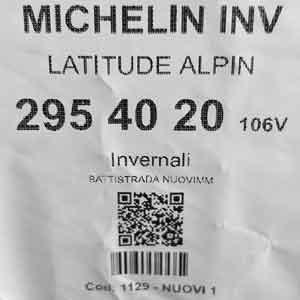 MICHELIN INV
LATITUDE ALPIN
295 40 20 106V
Invernali
BATTISTRADA NUOVIMM
Cod. 1129 - NUOVI 1